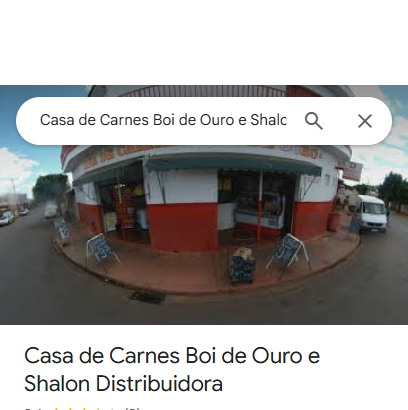 Casa de Carnes Boi de Ouro e Shalo
Casa de Carnes Boi de Ouro e
Shalon Distribuidora